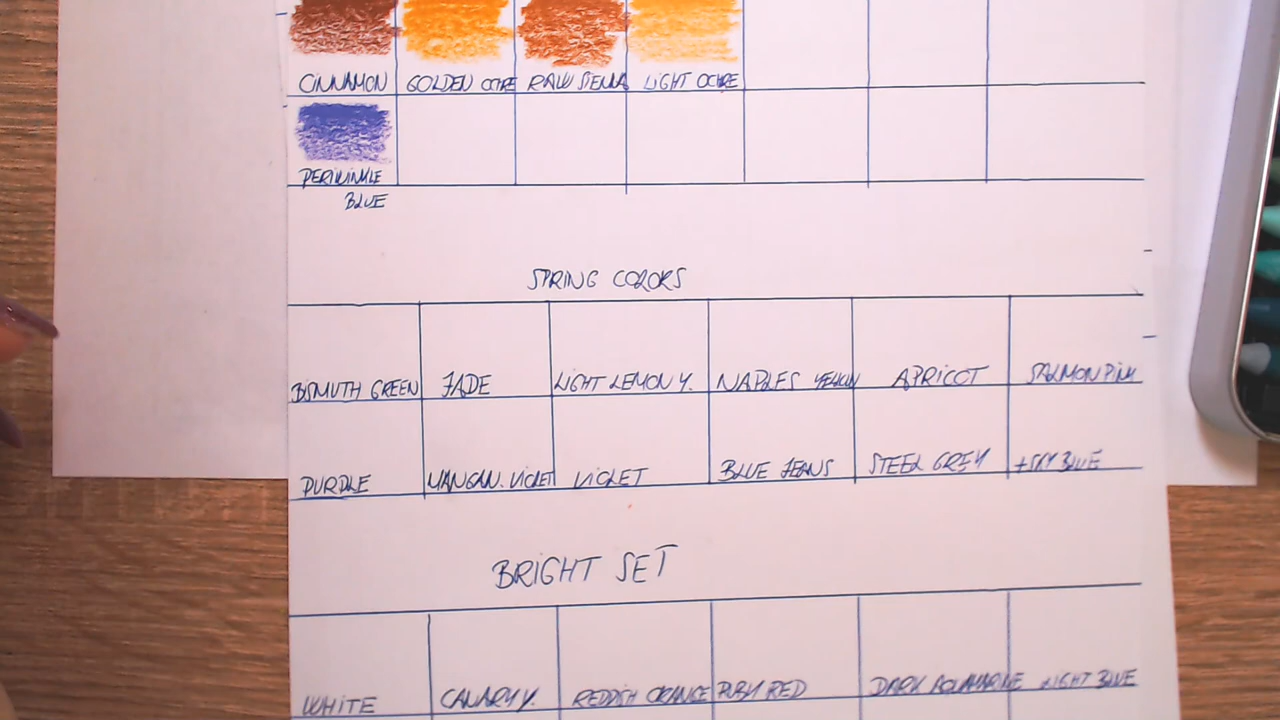 CINNAMON GOLDEN OCHRE RAW SIENNA LIGHT OCHRE
PERIWINKLE
BLUE
SPRING COLORS
BISMUTH GREEN JADE LIGHT LEMON Y. NAPLES YELLOW APRICOT SALMON PINK
PURPLE MANGAN. VIOLET VIOLET BLUE JEANS STEEL GREY + SKY BLUE
BRIGHT SET
WHITE CANARY Y. REDDISH ORANGE RUBY RED DARK AQUAMARINE LIGHT BLUE